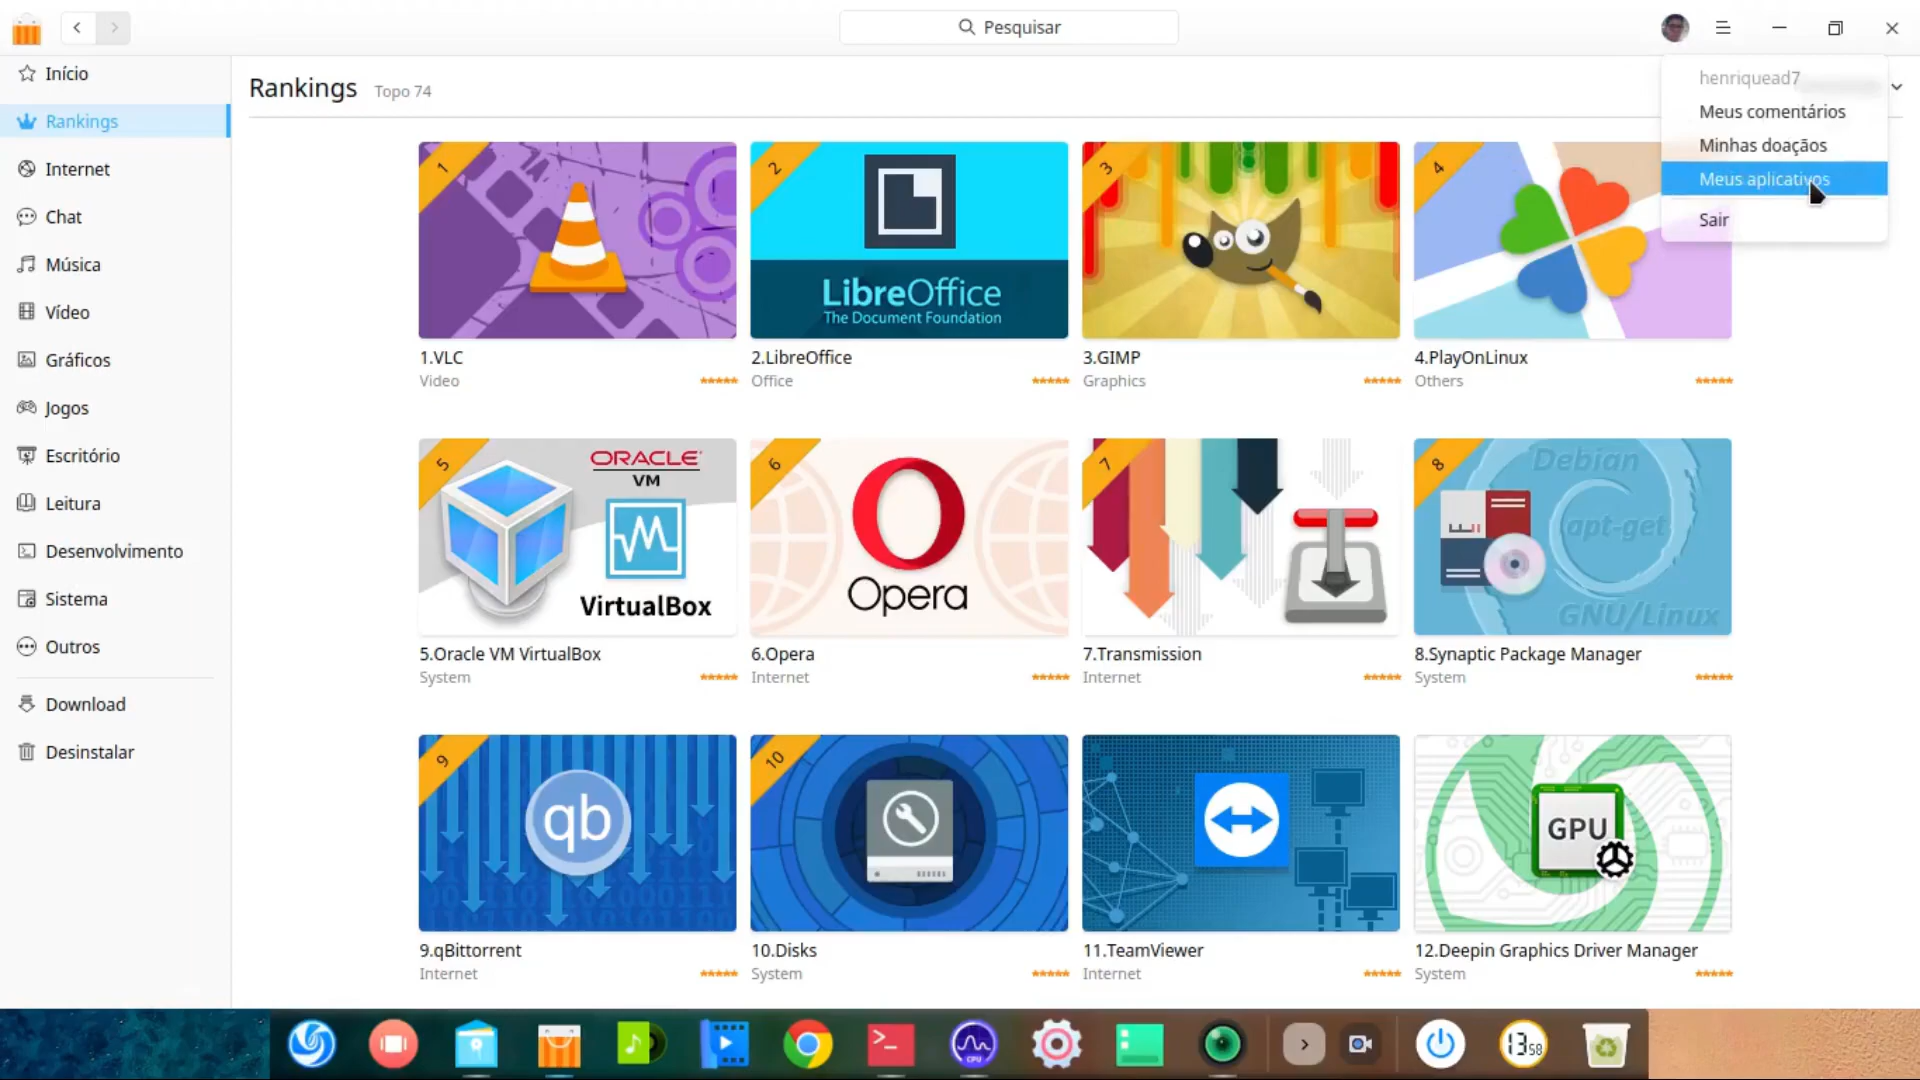 Pesquisar
Início
Rankings
Internet
Chat
Música
Vídeo
Gráficos
Jogos
Escritório
Leitura
Desenvolvimento
Sistema
Outros
Download
Desinstalar
Rankings Topo 74
henriquead7
Meus comentários
Minhas doaçãos
Meus aplicativos
Sair
1
2
LibreOffice
The Document Foundation
3
4
1.VLC
Video
2.LibreOffice
Office
3.GIMP
Graphics
4.PlayOnLinux
Others
5
ORACLE
VM
VirtualBox
6
Opera
7
8
Debian
apt-get
GNU/Linux
5.Oracle VM VirtualBox
System
6.Opera
Internet
7.Transmission
Internet
8.Synaptic Package Manager
System
9
qb
10
GPU
9.qBittorrent
Internet
10.Disks
System
11.TeamViewer
Internet
12.Deepin Graphics Driver Manager
System
CPU
13 58